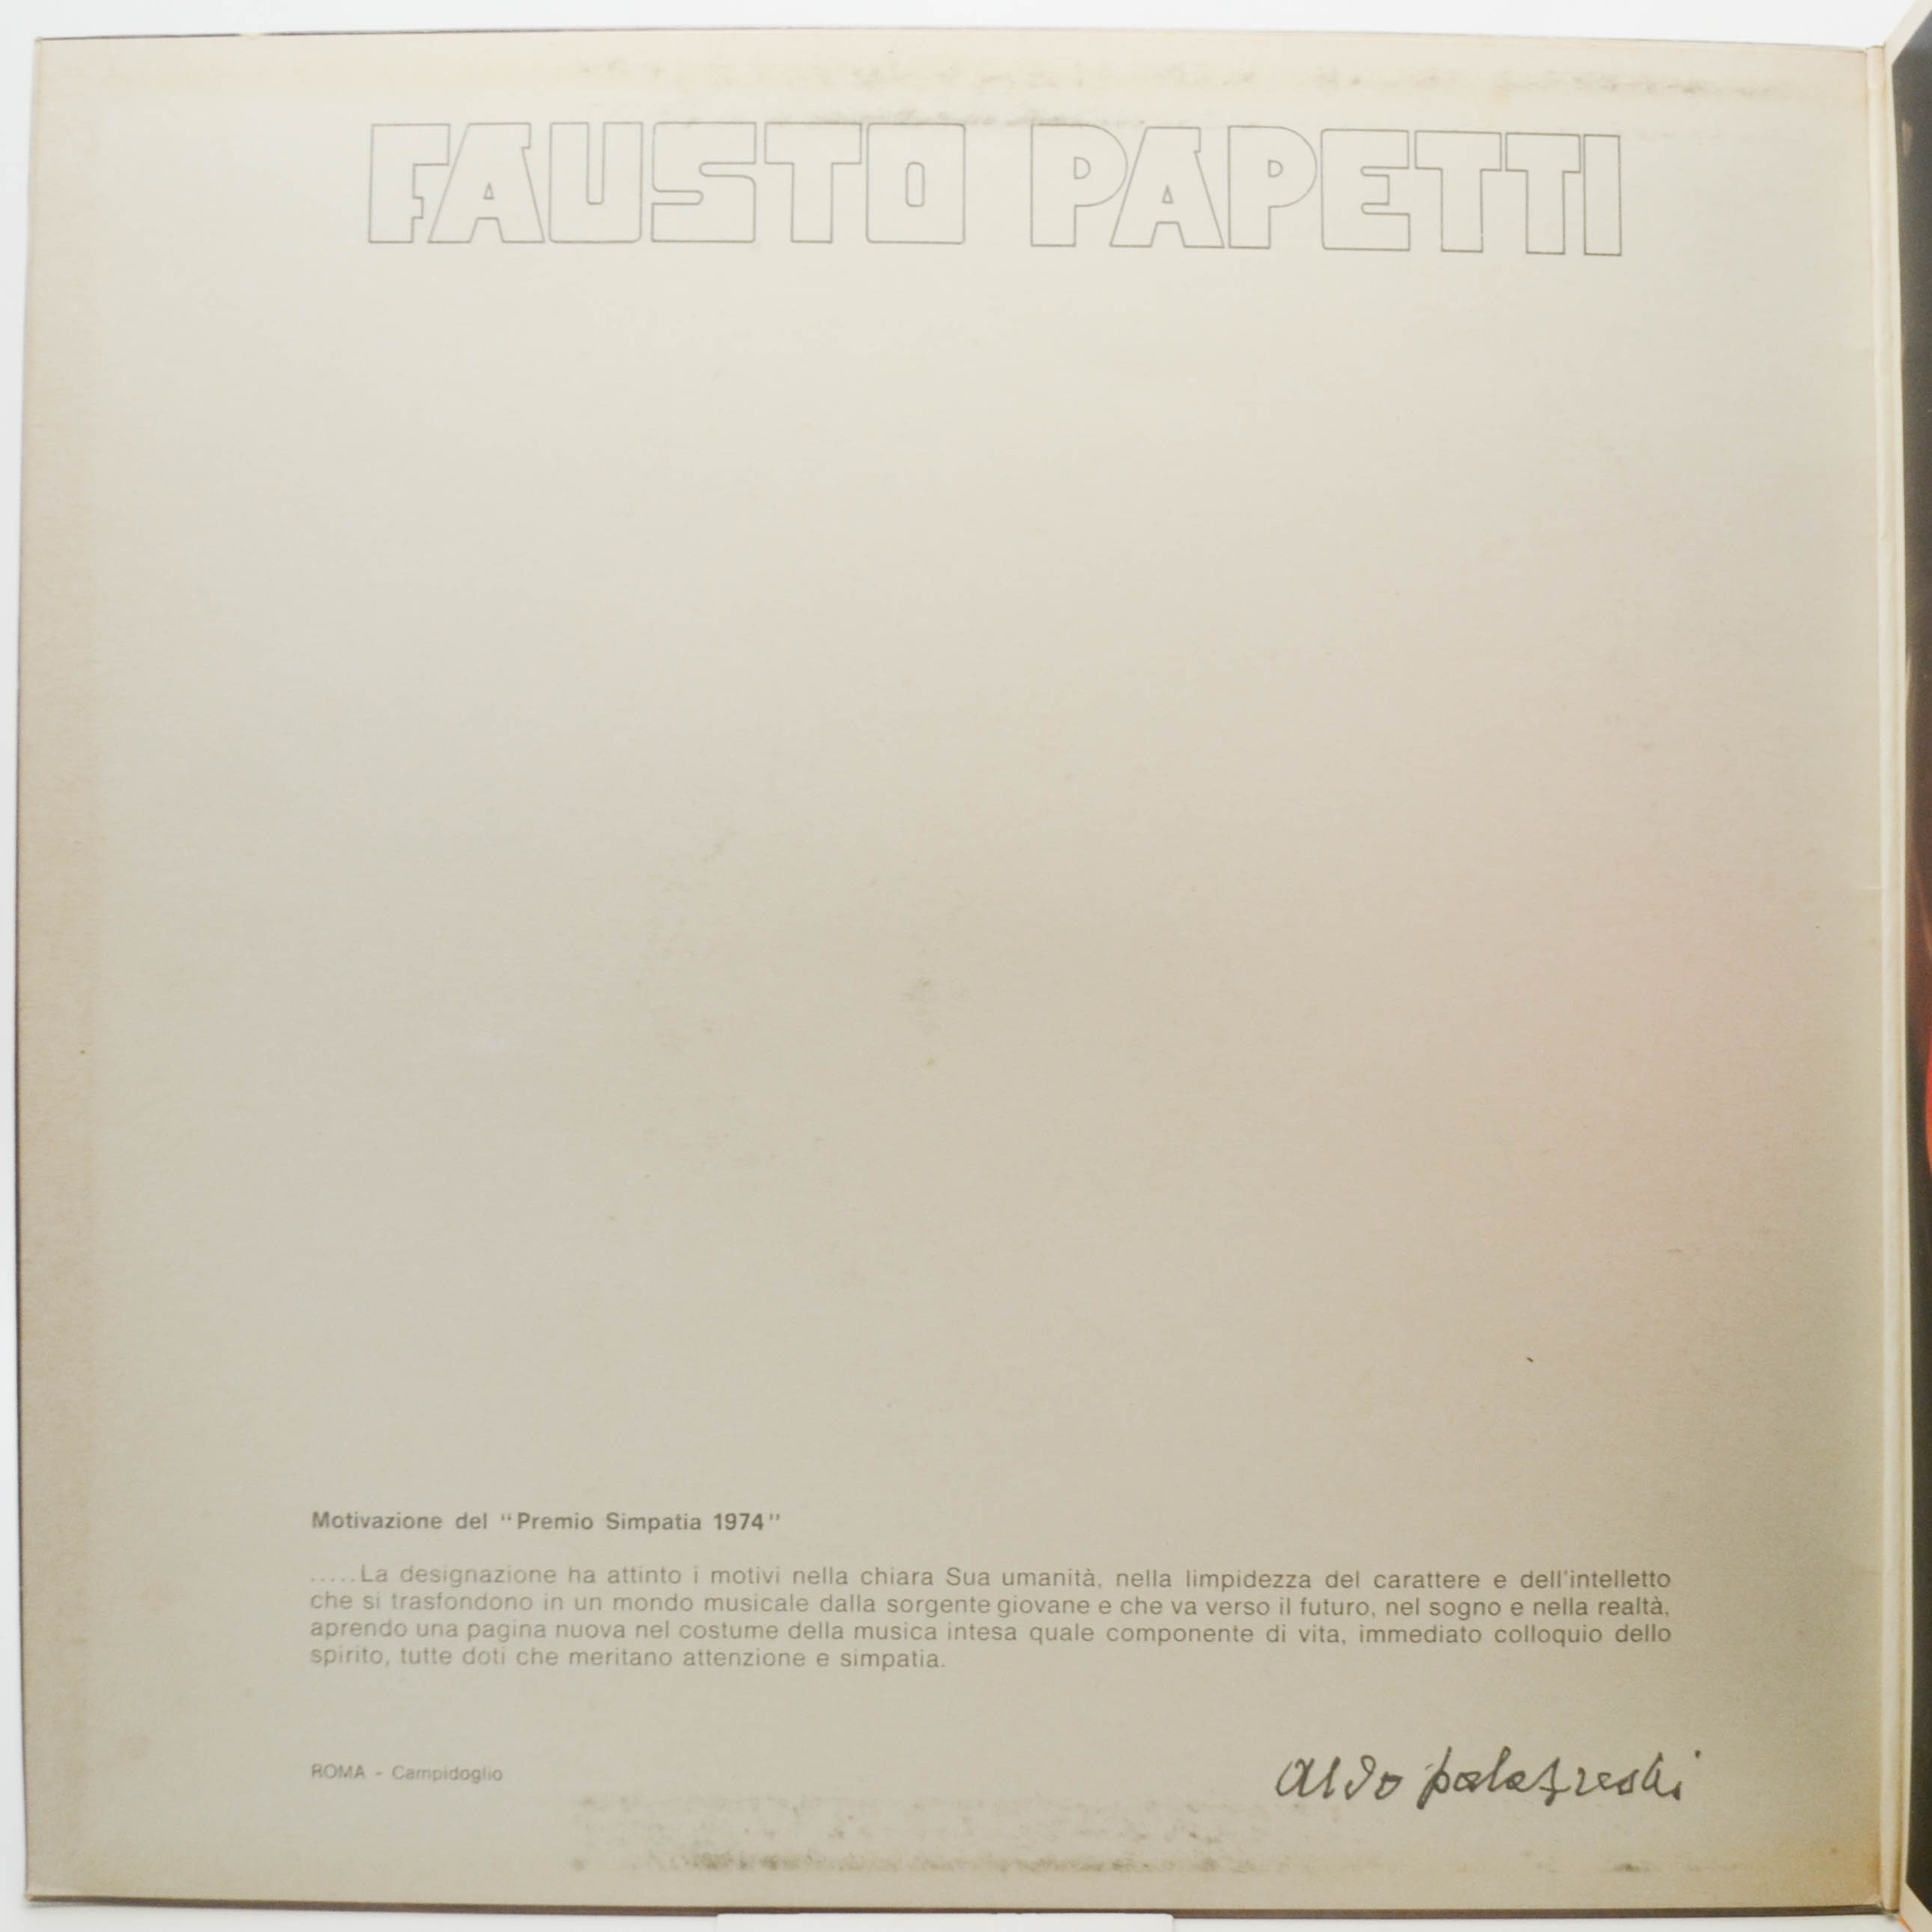 FAUSTO PAPETTI
Motivazione del "Premio Simpatia 1974"
.....La designazione ha attinto i motivi nella chiara Sua umanità, nella limpidezza del carattere e dell'intelletto
che si trasfondono in un mondo musicale dalla sorgente giovane e che va verso il futuro, nel sogno e nella realtà,
aprendo una pagina nuova nel costume della musica intesa quale componente di vita, immediato colloquio dello
spirito, tutte doti che meritano attenzione e simpatia.
ROMA - Campidoglio
aldo palazzeschi